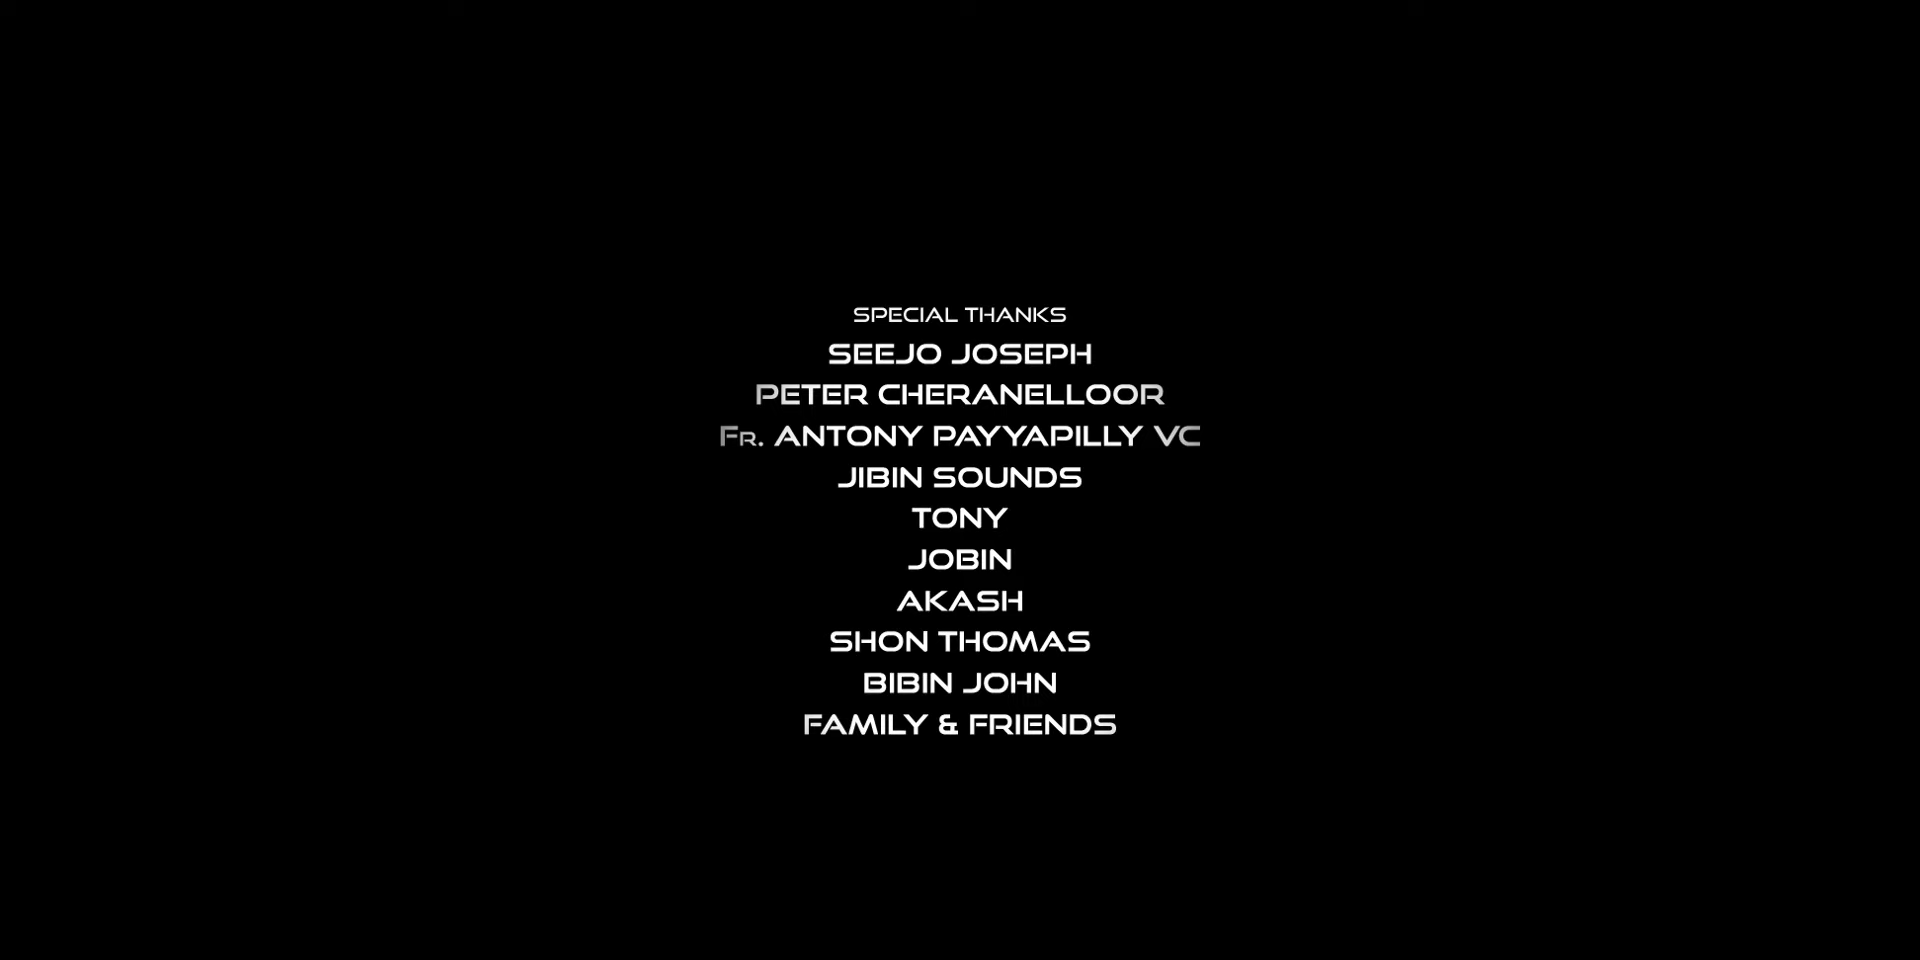 SPECIAL THANKS
SEEJO JOSEPH
PETER CHERANELLOOR
Fr. ANTONY PAYYAPILLY VC
JIBIN SOUNDS
TONY
JOBIN
AKASH
SHON THOMAS
BIBIN JOHN
FAMILY & FRIENDS